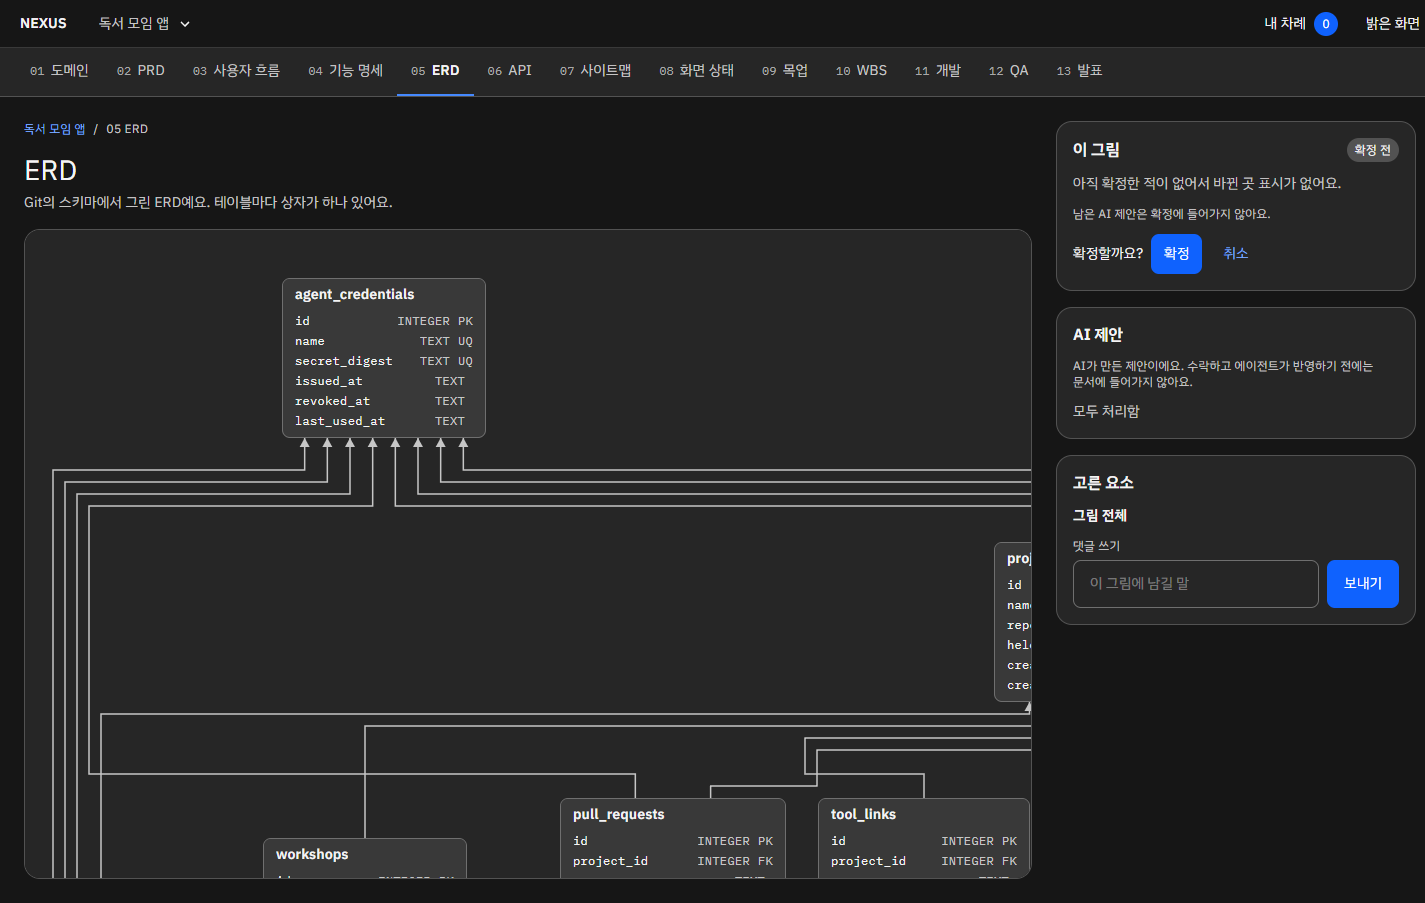 NEXUS 독서 모임 앱 내 차례 0 밝은 화면
01 도메인 02 PRD 03 사용자 흐름 04 기능 명세 05 ERD 06 API 07 사이트맵 08 화면 상태 09 목업 10 WBS 11 개발 12 QA 13 발표
독서 모임 앱 / 05 ERD
ERD
Git의 스키마에서 그린 ERD예요. 테이블마다 상자가 하나 있어요.
agent_credentials
id INTEGER PK
name TEXT UQ
secret_digest TEXT UQ
issued_at TEXT
revoked_at TEXT
last_used_at TEXT
proj
id
name
repo
held
crea
crea
pull_requests
id INTEGER PK
project_id INTEGER FK
tool_links
id INTEGER PK
project_id INTEGER FK
workshops
이 그림 확정 전
아직 확정한 적이 없어서 바뀐 곳 표시가 없어요.
남은 AI 제안은 확정에 들어가지 않아요.
확정할까요? 확정 취소
AI 제안
AI가 만든 제안이에요. 수락하고 에이전트가 반영하기 전에는
문서에 들어가지 않아요.
모두 처리함
고른 요소
그림 전체
댓글 쓰기
이 그림에 남길 말 보내기